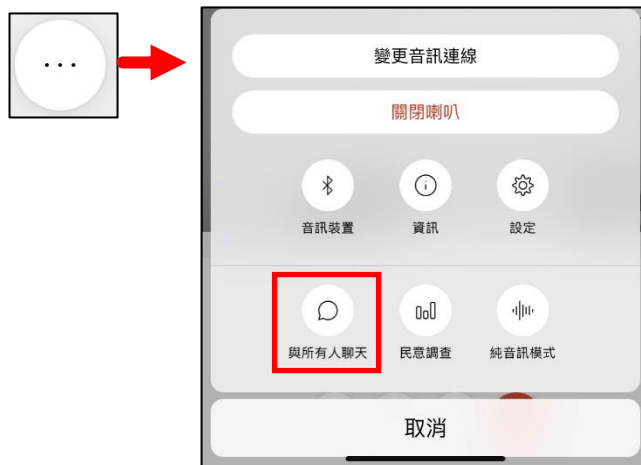 ...
變更音訊連線
關閉喇叭
音訊裝置 資訊 設定
與所有人聊天 民意調查 純音訊模式
取消